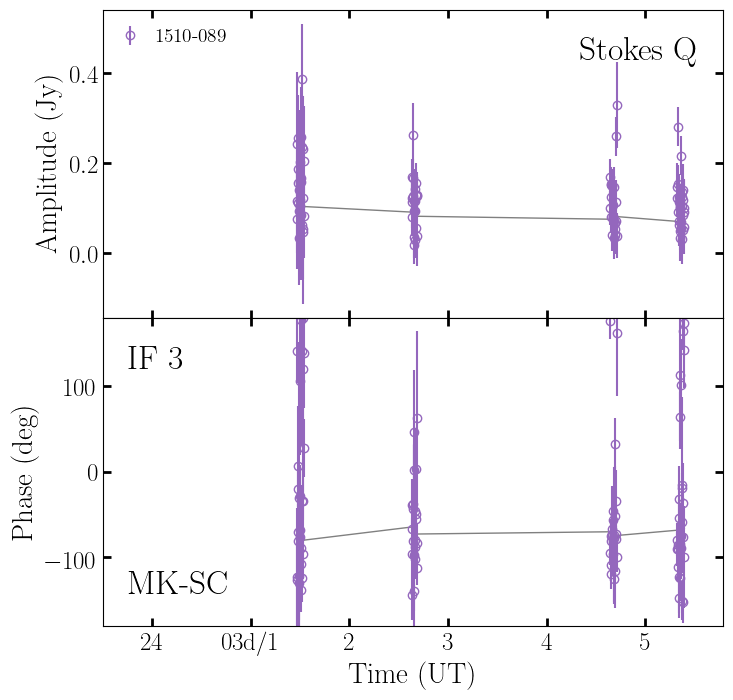 1510-089
Stokes Q
0.4
0.2
0.0
Amplitude (Jy)
IF 3
100
0
−100
Phase (deg)
MK-SC
24 03d/1 2 3 4 5
Time (UT)